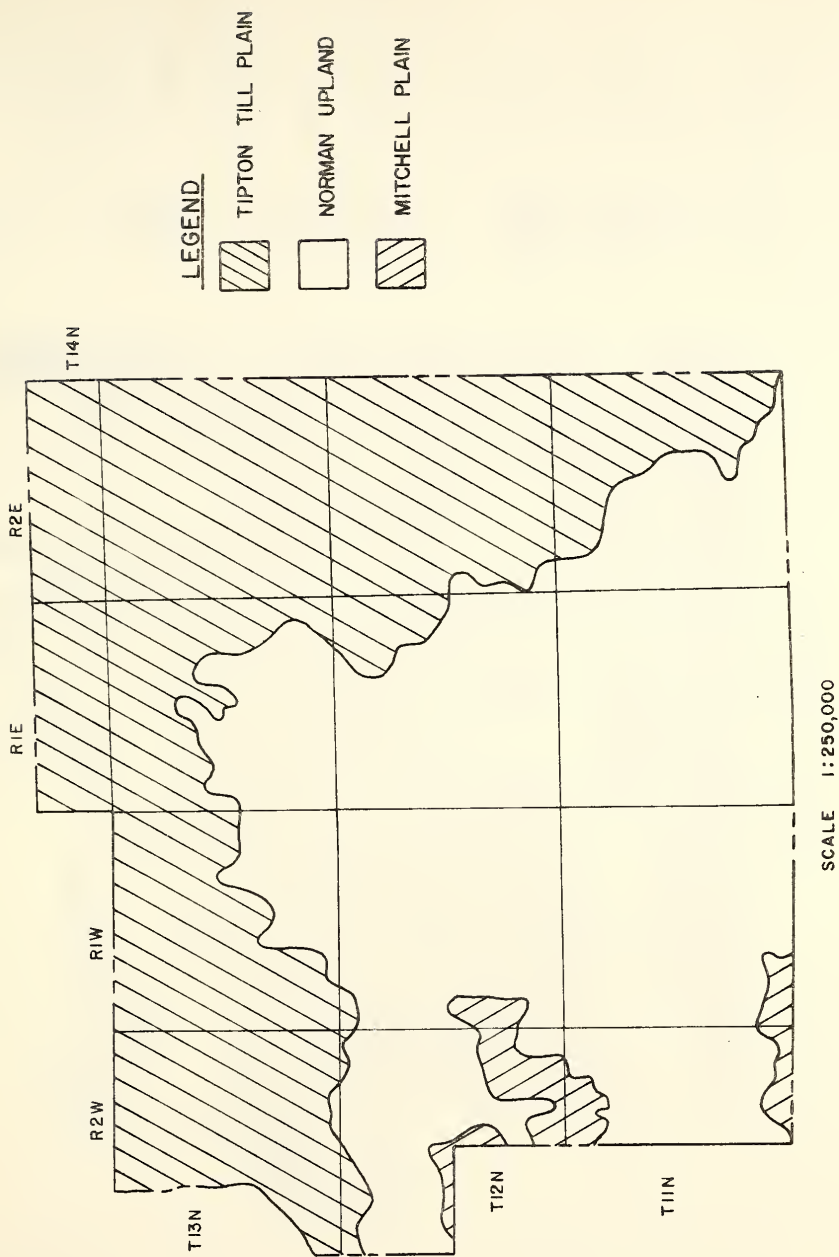 R1E
R2E
T14N
R2W
R1W
T13N
T12N
T11N
SCALE 1:250,000
LEGEND
TIPTON TILL PLAIN
NORMAN UPLAND
MITCHELL PLAIN